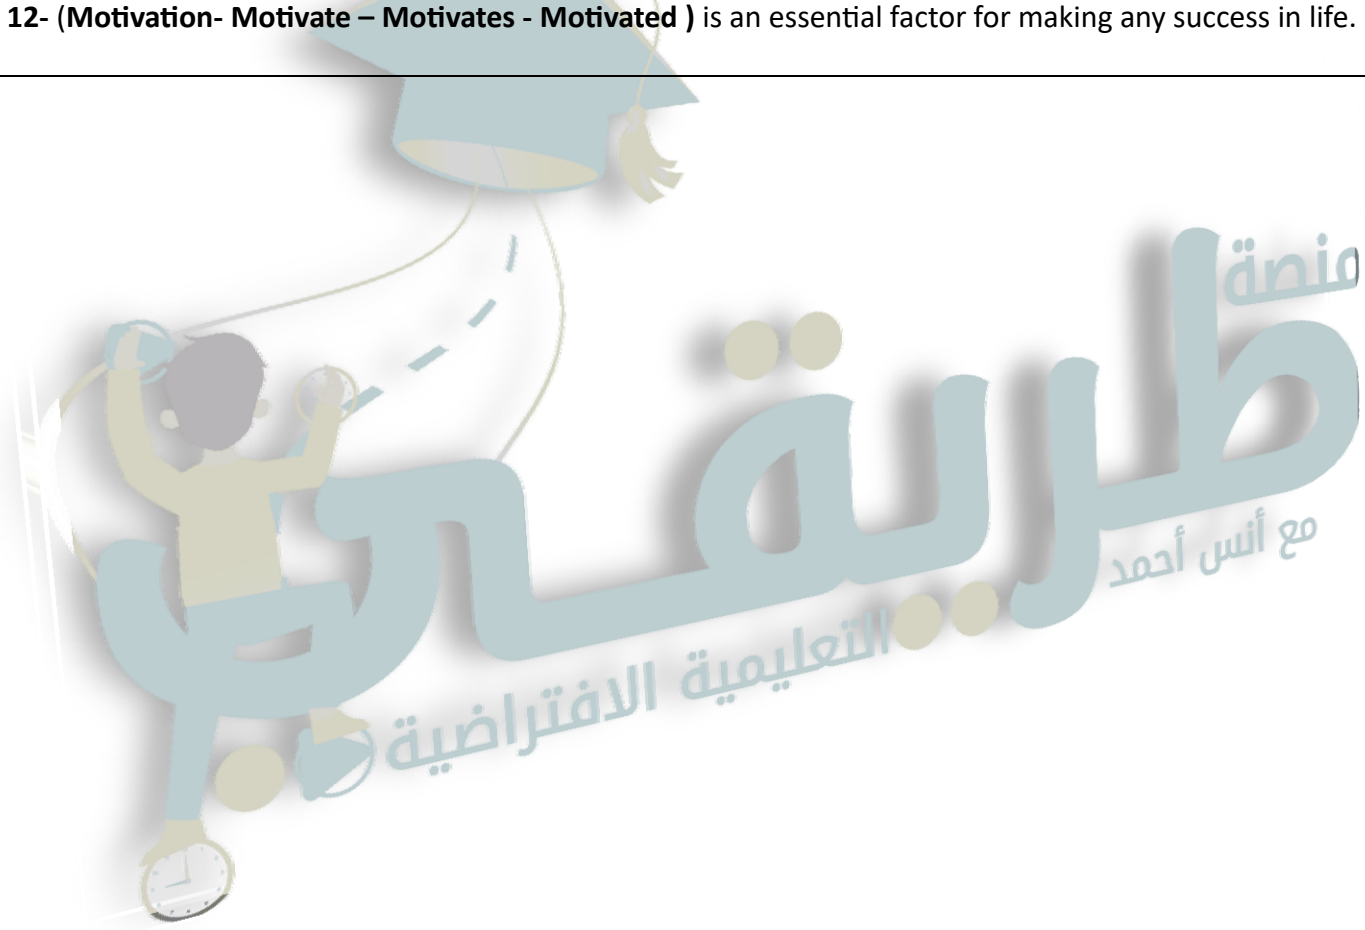 12- (Motivation- Motivate – Motivates - Motivated ) is an essential factor for making any success in life.
منصة
طريقي
مع أنس أحمد
التعليمية الافتراضية